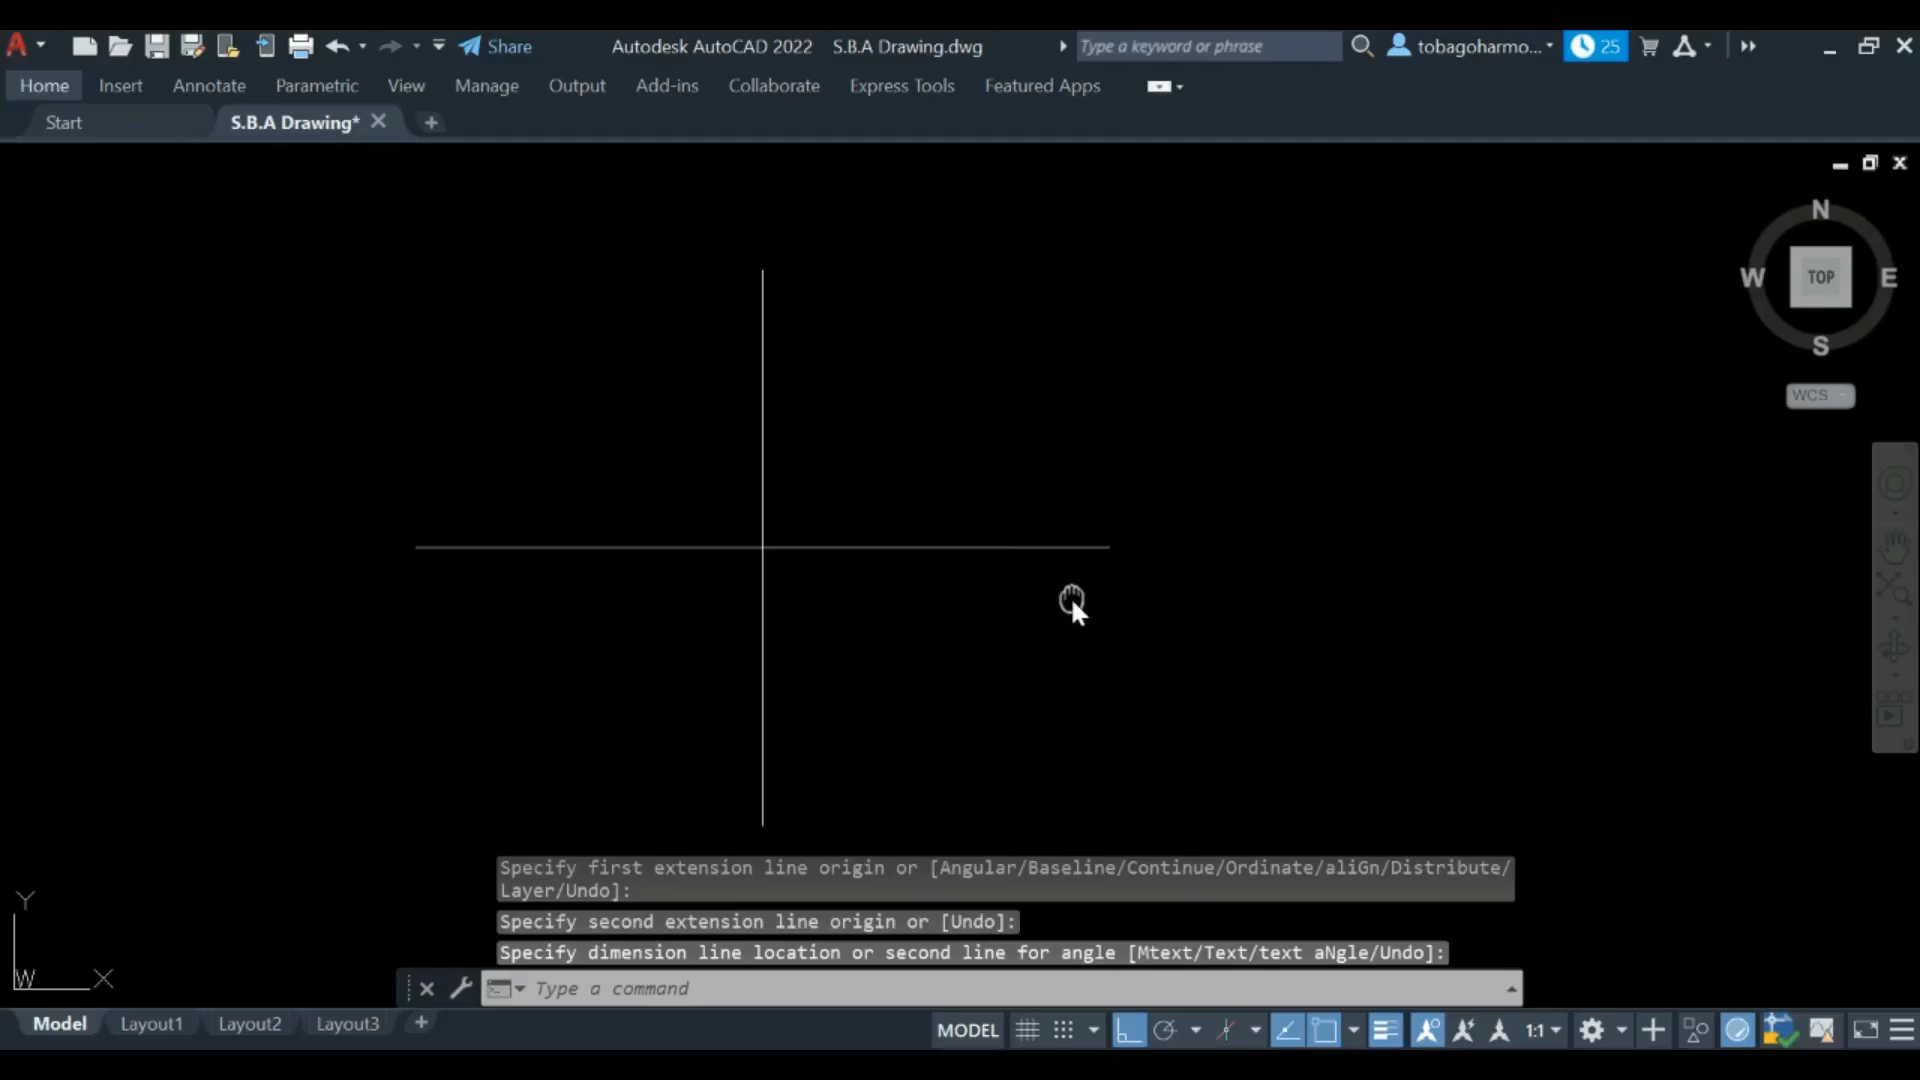 A Share Autodesk AutoCAD 2022 S.B.A Drawing.dwg Type a keyword or phrase tobagoharmo... 25
Home Insert Annotate Parametric View Manage Output Add-ins Collaborate Express Tools Featured Apps
Start S.B.A Drawing* +
N
W TOP E
S
WCS
Specify first extension line origin or [Angular/Baseline/Continue/Ordinate/aliGn/Distribute/
Layer/Undo]:
Specify second extension line origin or [Undo]:
Specify dimension line location or second line for angle [Mtext/Text/text aNgle/Undo]:
Y
W X
Type a command
Model Layout1 Layout2 Layout3 + MODEL 1:1